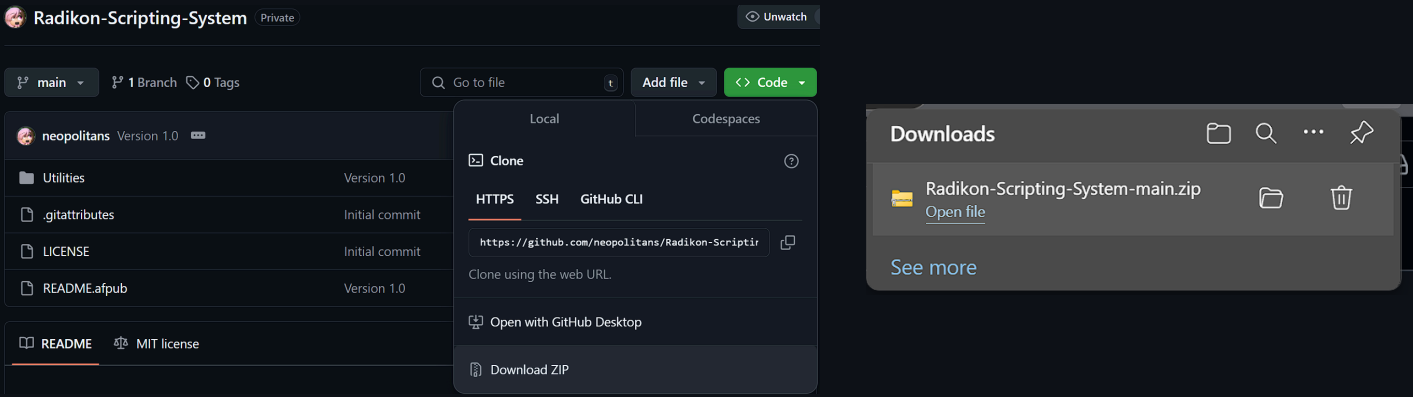 Radikon-Scripting-System Private
Unwatch
main 1 Branch 0 Tags
Go to file t
Add file
Code
neopolitans Version 1.0
Utilities Version 1.0
.gitattributes Initial commit
LICENSE Initial commit
README.afpub Version 1.0
README MIT license
Local Codespaces
Clone
HTTPS SSH GitHub CLI
https://github.com/neopolitans/Radikon-Scriptin
Clone using the web URL.
Open with GitHub Desktop
Download ZIP
Downloads
Radikon-Scripting-System-main.zip
Open file
See more